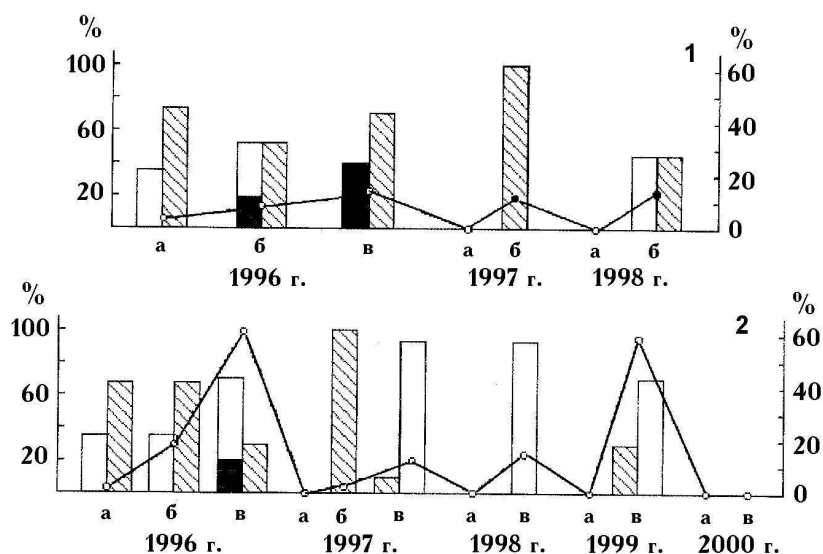 % 1 %
100 60
60 40
20 20
0
а б в а б а б
1996 г. 1997 г. 1998 г.
% 2 %
100 60
60 40
20 20
0
а б в а б в а в а в а в
1996 г. 1997 г. 1998 г. 1999 г. 2000 г.